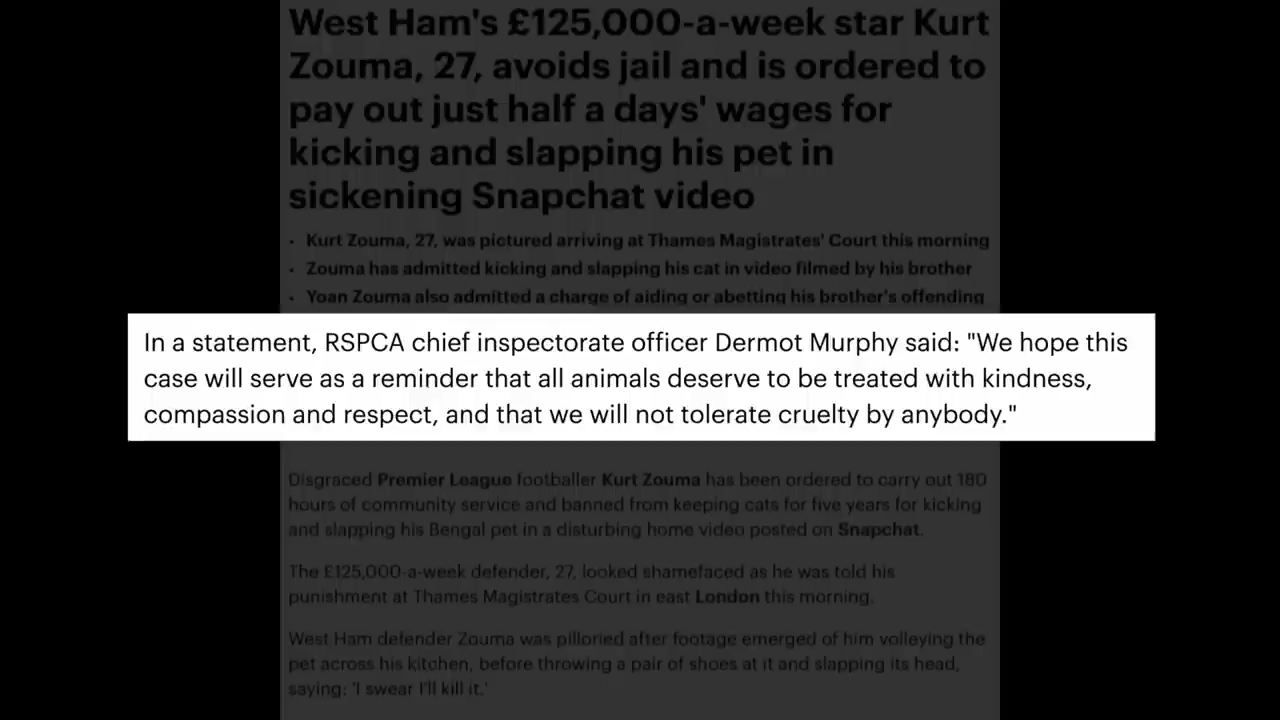 West Ham's £125,000-a-week star Kurt
Zouma, 27, avoids jail and is ordered to
pay out just half a days' wages for
kicking and slapping his pet in
sickening Snapchat video
· Kurt Zouma, 27, was pictured arriving at Thames Magistrates' Court this morning
· Zouma has admitted kicking and slapping his cat in video filmed by his brother
· Yoan Zouma also admitted a charge of aiding or abetting his brother's offending
In a statement, RSPCA chief inspectorate officer Dermot Murphy said: "We hope this
case will serve as a reminder that all animals deserve to be treated with kindness,
compassion and respect, and that we will not tolerate cruelty by anybody."
Disgraced Premier League footballer Kurt Zouma has been ordered to carry out 180
hours of community service and banned from keeping cats for five years for kicking
and slapping his Bengal pet in a disturbing home video posted on Snapchat.
The £125,000-a-week defender, 27, looked shamefaced as he was told his
punishment at Thames Magistrates Court in east London this morning.
West Ham defender Zouma was pilloried after footage emerged of him volleying the
pet across his kitchen, before throwing a pair of shoes at it and slapping its head,
saying: 'I swear I'll kill it.'